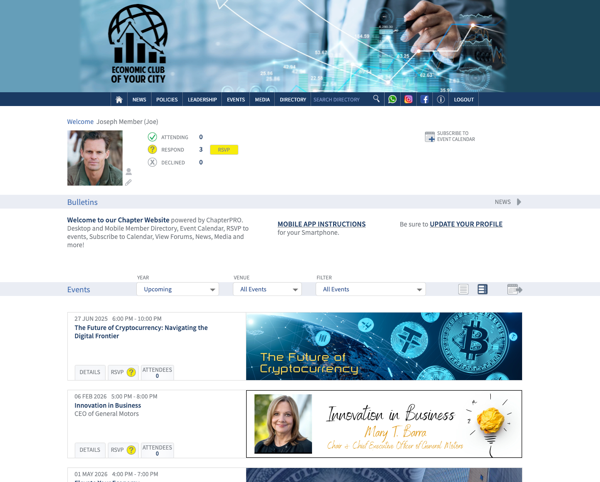 ECONOMIC CLUB
OF YOUR CITY
NEWS POLICIES LEADERSHIP EVENTS MEDIA DIRECTORY SEARCH DIRECTORY LOGOUT
Welcome Joseph Member (Joe)
ATTENDING 0
RESPOND 3 RSVP
DECLINED 0
SUBSCRIBE TO
EVENT CALENDAR
Bulletins
NEWS
Welcome to our Chapter Website powered by ChapterPRO.
Desktop and Mobile Member Directory, Event Calendar, RSVP to
events, Subscribe to Calendar, View Forums, News, Media and
more!
MOBILE APP INSTRUCTIONS
for your Smartphone.
Be sure to UPDATE YOUR PROFILE
YEAR VENUE FILTER
Events Upcoming All Events All Events
27 JUN 2025 6:00 PM - 10:00 PM
The Future of Cryptocurrency: Navigating the
Digital Frontier
DETAILS RSVP ? ATTENDEES
0
The Future of
Cryptocurrency
06 FEB 2026 5:00 PM - 8:00 PM
Innovation in Business
CEO of General Motors
DETAILS RSVP ? ATTENDEES
0
Innovation in Business
Mary T. Barra
Chair & Chief Executive Officer of General Motors
01 MAY 2026 4:00 PM - 7:00 PM